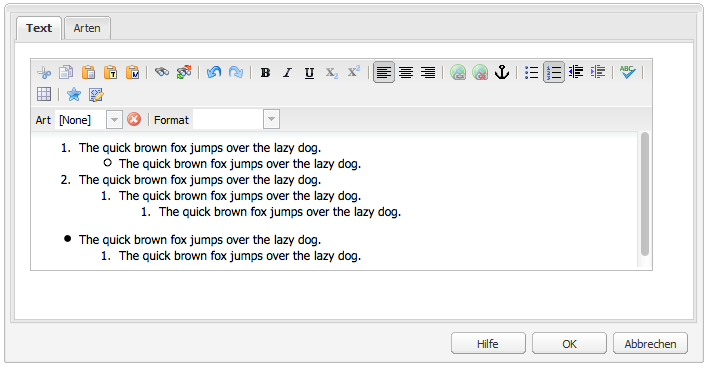 Text Arten
B I U X₂ X²
ABC
Art [None] Format
1. The quick brown fox jumps over the lazy dog.
○ The quick brown fox jumps over the lazy dog.
2. The quick brown fox jumps over the lazy dog.
1. The quick brown fox jumps over the lazy dog.
1. The quick brown fox jumps over the lazy dog.
● The quick brown fox jumps over the lazy dog.
1. The quick brown fox jumps over the lazy dog.
Hilfe OK Abbrechen